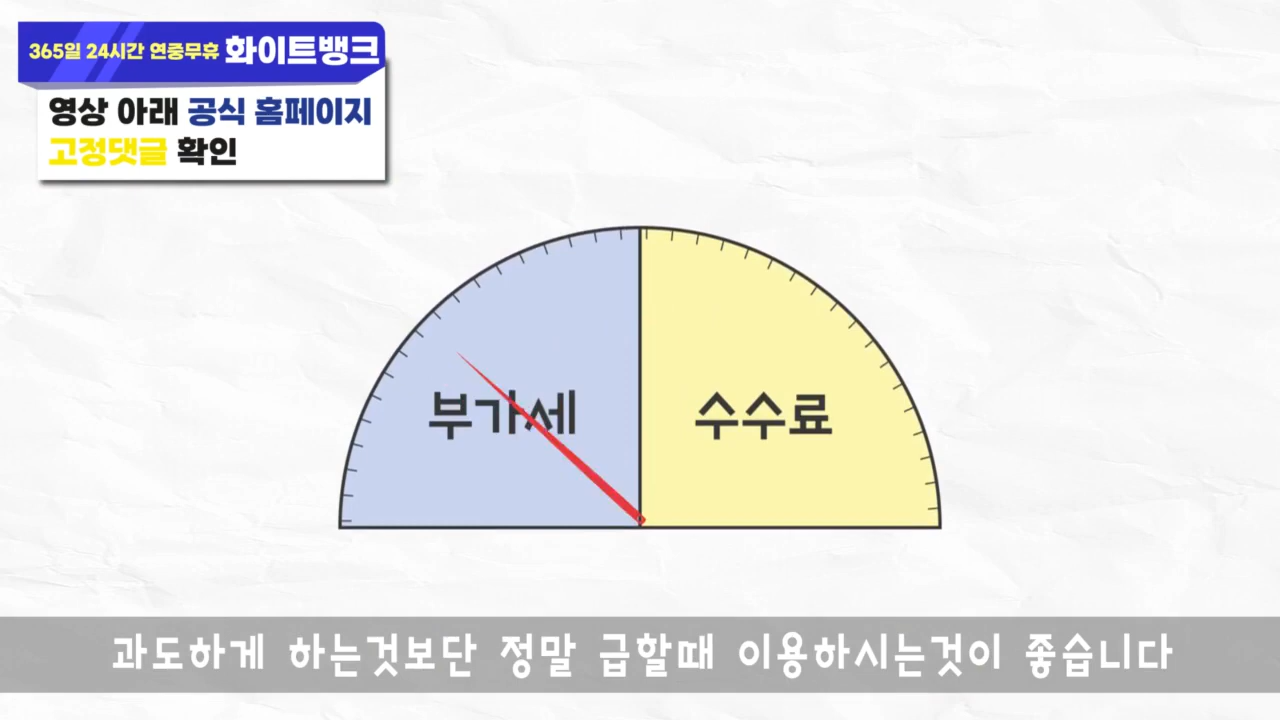 365일 24시간 연중무휴 화이트뱅크
영상 아래 공식 홈페이지
고정댓글 확인
부가세
수수료
과도하게 하는것보단 정말 급할때 이용하시는것이 좋습니다